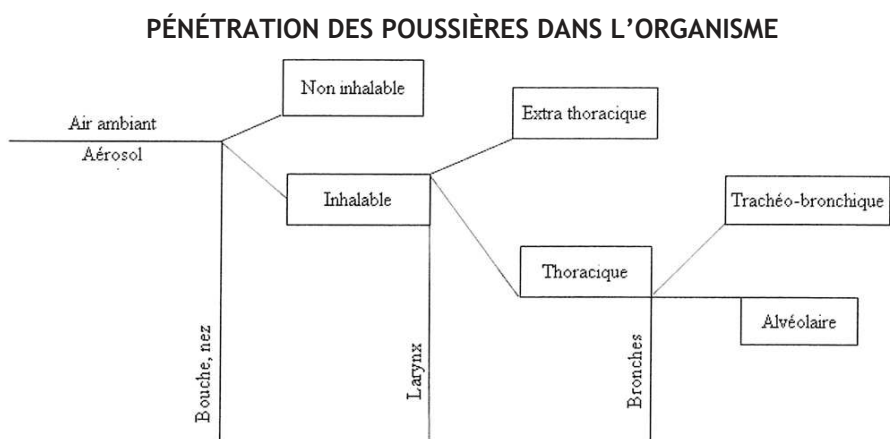 PÉNÉTRATION DES POUSSIÈRES DANS L’ORGANISME
Non inhalable
Air ambiant
Aérosol
Extra thoracique
Inhalable
Trachéo-bronchique
Thoracique
Alvéolaire
Bouche, nez
Larynx
Bronches